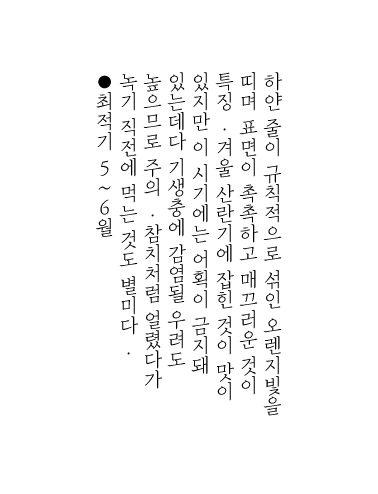 하얀 줄이 규칙적으로 섞인 오렌지빛을
띠며 표면이 촉촉하고 매끄러운 것이
특징. 겨울 산란기에 잡힌 것이 맛이
있지만 이 시기에는 어획이 금지돼
있는데다 기생충에 감염될 우려도
높으므로 주의. 참치처럼 얼렸다가
녹기 직전에 먹는 것도 별미다.
●최적기 5~6월